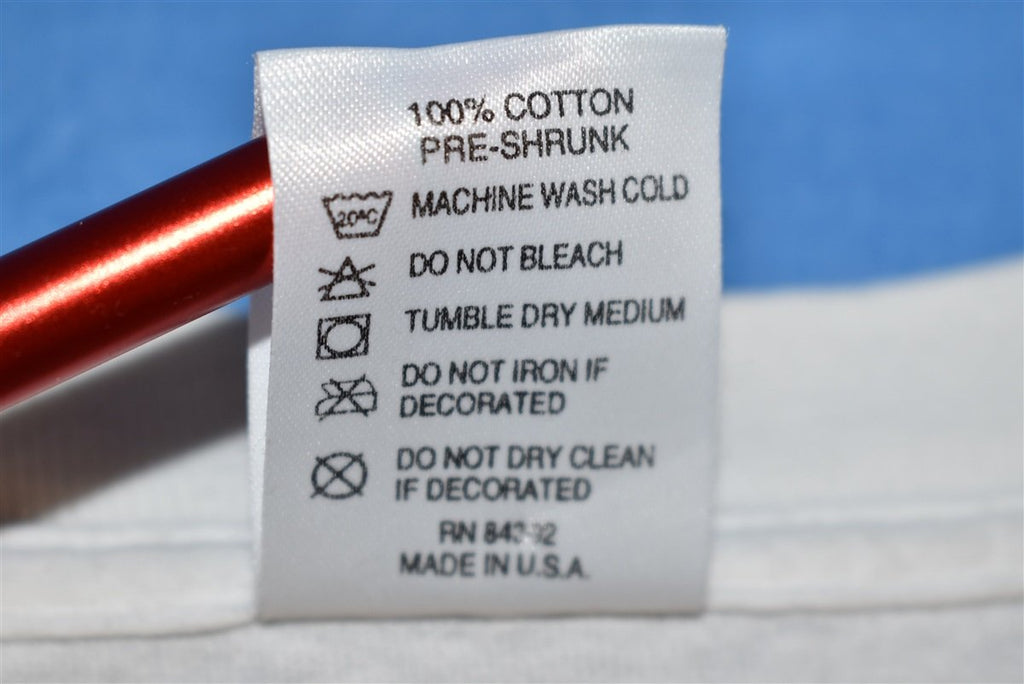 100% COTTON
PRE-SHRUNK
20°C MACHINE WASH COLD
DO NOT BLEACH
TUMBLE DRY MEDIUM
DO NOT IRON IF
DECORATED
DO NOT DRY CLEAN
IF DECORATED
RN
MADE IN U.S.A.